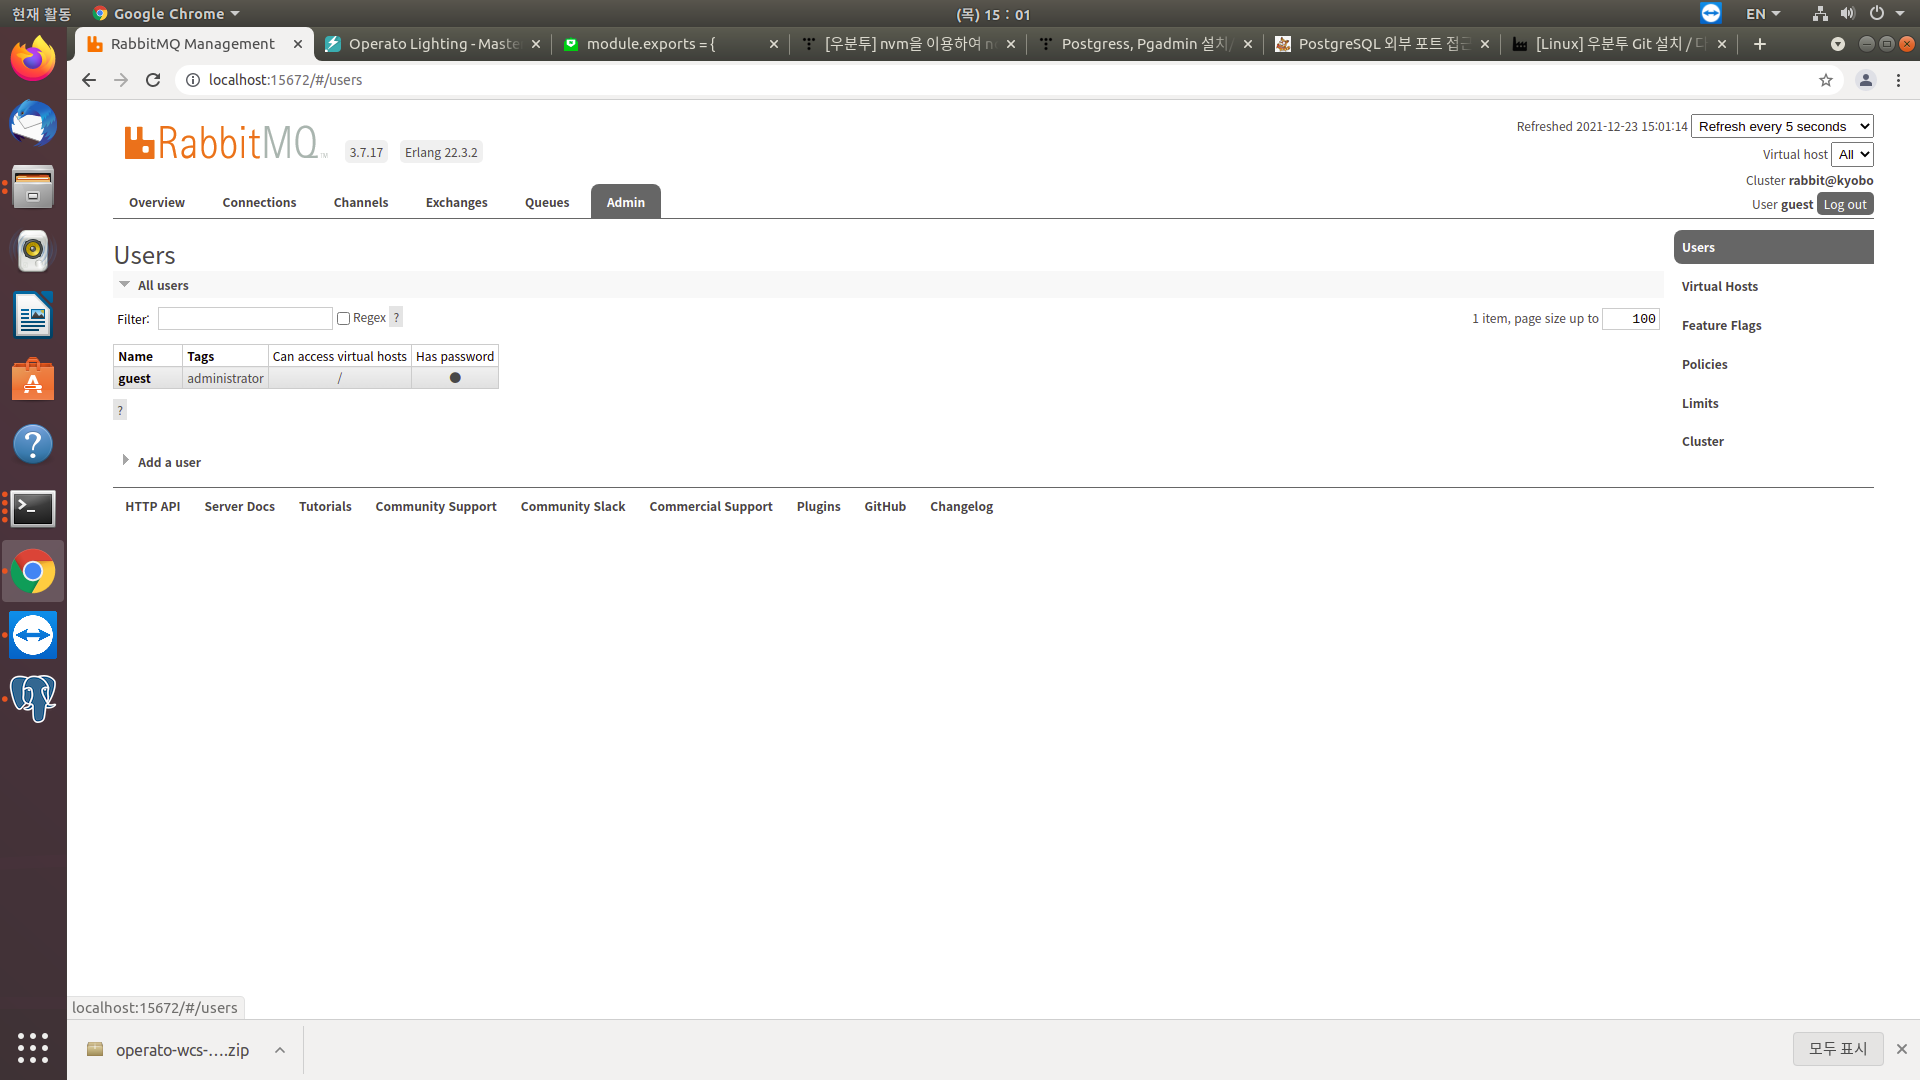 현재 활동 Google Chrome (목) 15 : 01 EN
RabbitMQ Management Operato Lighting - Maste module.exports = { [우분투] nvm을 이용하여 n Postgress, Pgadmin 설치/ PostgreSQL 외부 포트 접근 [Linux] 우분투 Git 설치 /
localhost:15672/#/users
RabbitMQ TM 3.7.17 Erlang 22.3.2
Refreshed 2021-12-23 15:01:14 Refresh every 5 seconds
Virtual host All
Cluster rabbit@kyobo
User guest Log out
Overview Connections Channels Exchanges Queues Admin
Users
All users
Filter: Regex ? 1 item, page size up to 100
Name Tags Can access virtual hosts Has password
guest administrator / ●
?
Add a user
Users
Virtual Hosts
Feature Flags
Policies
Limits
Cluster
HTTP API Server Docs Tutorials Community Support Community Slack Commercial Support Plugins GitHub Changelog
localhost:15672/#/users
operato-wcs-....zip 모두 표시